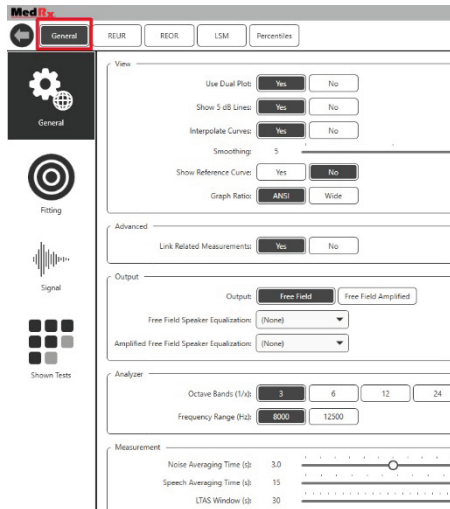 MedRx
General REUR REOR LSM Percentiles
View
Use Dual Plot: Yes No
Show 5 dB Lines: Yes No
Interpolate Curves: Yes No
Smoothing: 5
Show Reference Curve: Yes No
Graph Ratio: ANSI Wide
General
Advanced
Link Related Measurements: Yes No
Fitting
Output
Output: Free Field Free Field Amplified
Free Field Speaker Equalization: (None)
Amplified Free Field Speaker Equalization: (None)
Signal
Shown Tests
Analyzer
Octave Bands (1/x): 3 6 12 24
Frequency Range (Hz): 8000 12500
Measurement
Noise Averaging Time (s): 3.0
Speech Averaging Time (s): 15
LTAS Window (s): 30